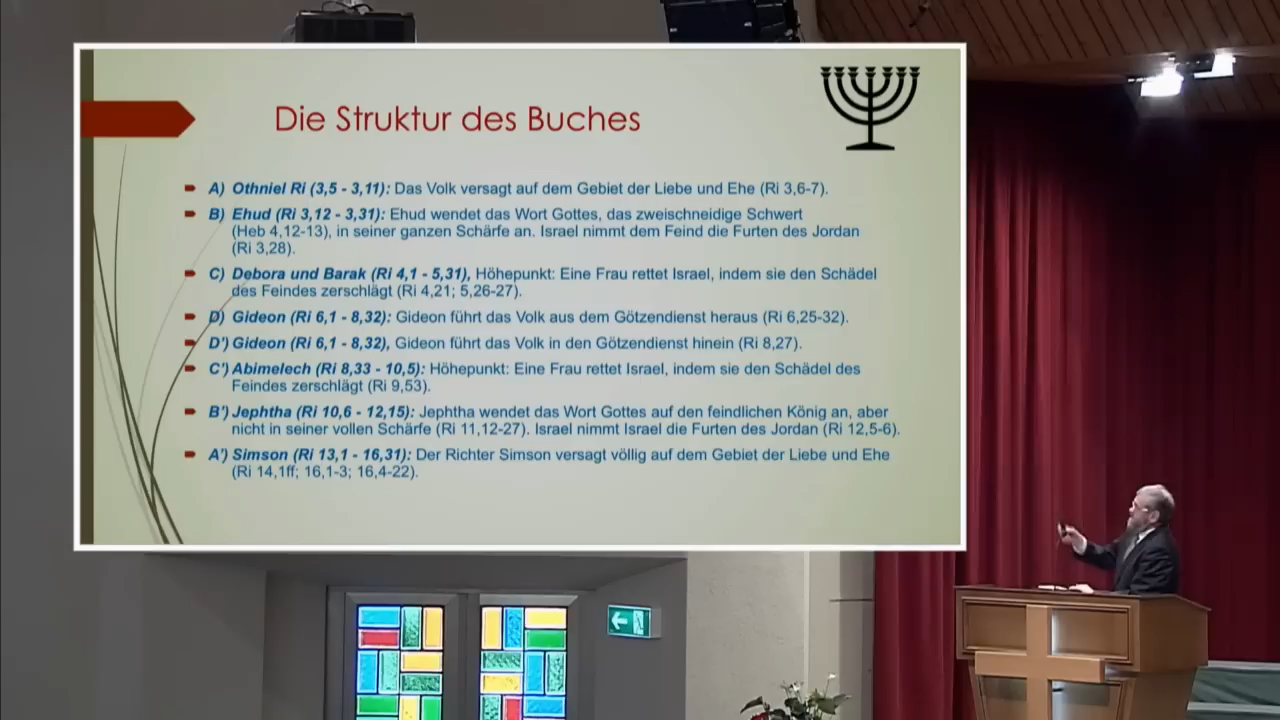 Die Struktur des Buches
A) Othniel Ri (3,5 - 3,11): Das Volk versagt auf dem Gebiet der Liebe und Ehe (Ri 3,6-7).
B) Ehud (Ri 3,12 - 3,31): Ehud wendet das Wort Gottes, das zweischneidige Schwert
(Heb 4,12-13), in seiner ganzen Schärfe an. Israel nimmt dem Feind die Furten des Jordan
(Ri 3,28).
C) Debora und Barak (Ri 4,1 - 5,31), Höhepunkt: Eine Frau rettet Israel, indem sie den Schädel
des Feindes zerschlägt (Ri 4,21; 5,26-27).
D) Gideon (Ri 6,1 - 8,32): Gideon führt das Volk aus dem Götzendienst heraus (Ri 6,25-32).
D') Gideon (Ri 6,1 - 8,32), Gideon führt das Volk in den Götzendienst hinein (Ri 8,27).
C') Abimelech (Ri 8,33 - 10,5): Höhepunkt: Eine Frau rettet Israel, indem sie den Schädel des
Feindes zerschlägt (Ri 9,53).
B') Jephtha (Ri 10,6 - 12,15): Jephtha wendet das Wort Gottes auf den feindlichen König an, aber
nicht in seiner vollen Schärfe (Ri 11,12-27). Israel nimmt Israel die Furten des Jordan (Ri 12,5-6).
A') Simson (Ri 13,1 - 16,31): Der Richter Simson versagt völlig auf dem Gebiet der Liebe und Ehe
(Ri 14,1ff; 16,1-3; 16,4-22).